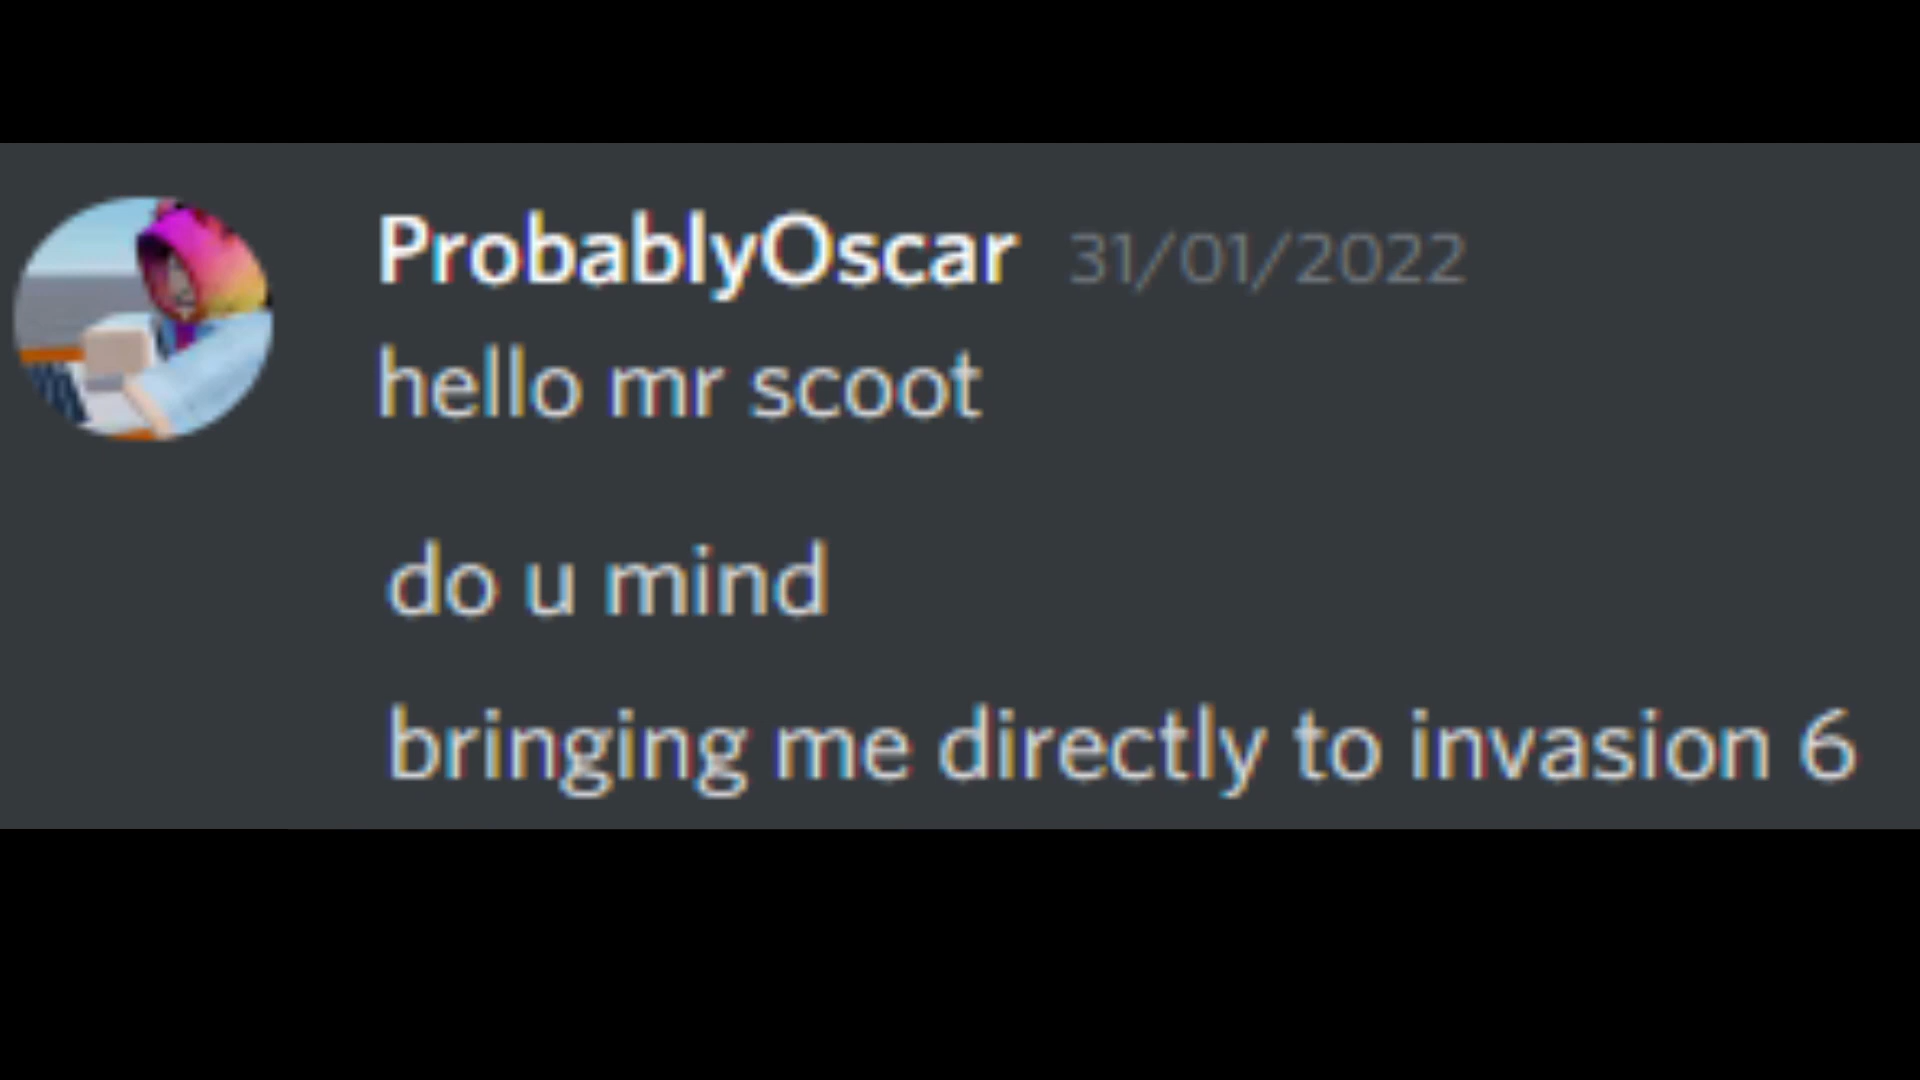 ProbablyOscar 31/01/2022
hello mr scoot
do u mind
bringing me directly to invasion 6